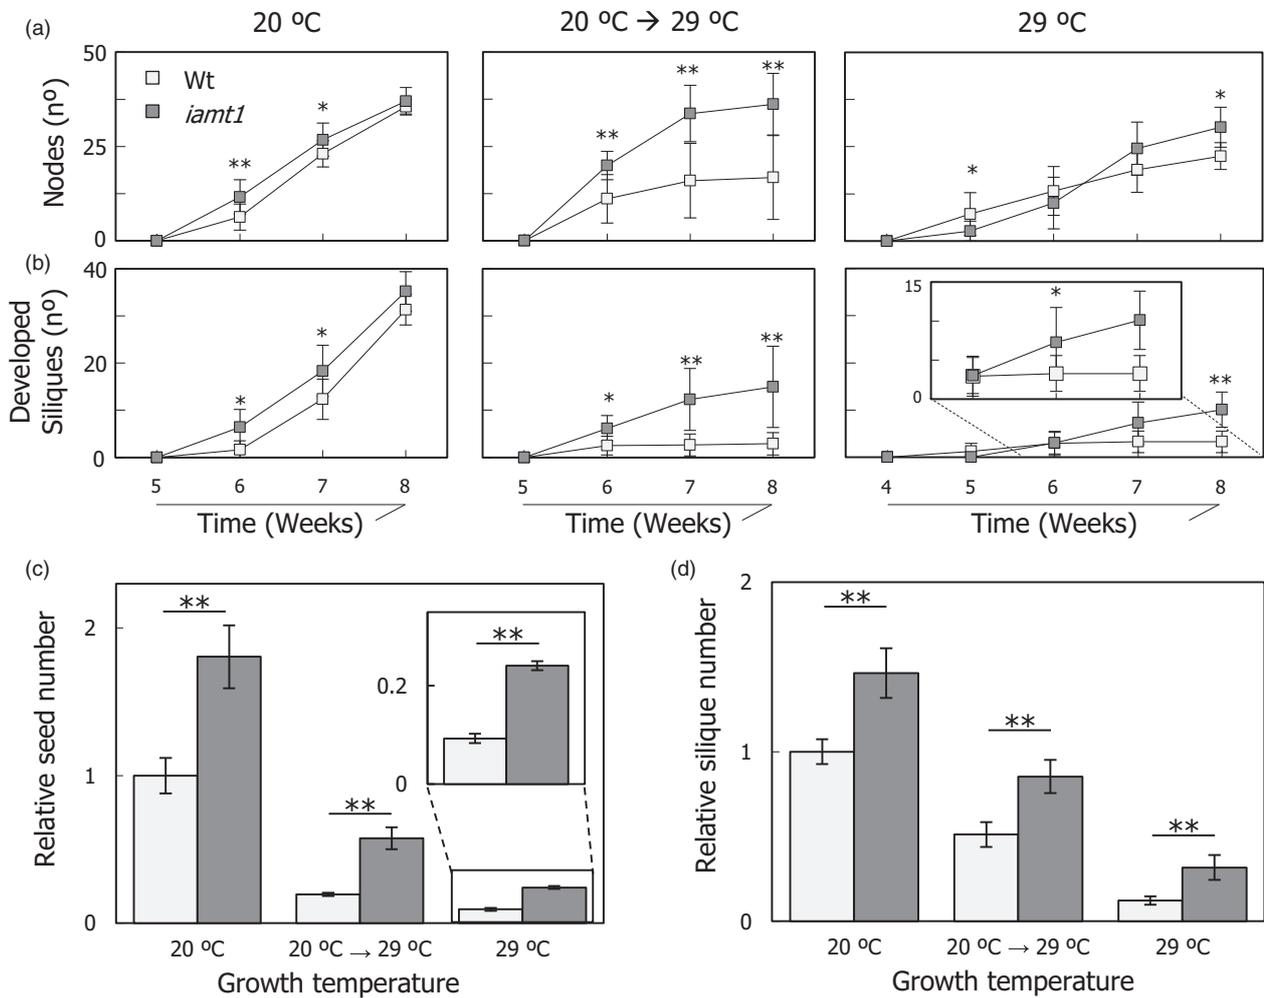 (a)
20 ºC
20 ºC → 29 ºC
29 ºC
Nodes (nº)
50
25
0
Wt
iamt1
**
*
**
**
**
*
*
(b)
Developed
Siliques (nº)
40
20
0
*
*
*
**
**
15
0
*
**
5 6 7 8
5 6 7 8
4 5 6 7 8
Time (Weeks)
Time (Weeks)
Time (Weeks)
(c)
Relative seed number
2
1
0
**
**
0.2
0
**
20 ºC
20 ºC → 29 ºC
29 ºC
Growth temperature
(d)
Relative silique number
2
1
0
**
**
**
20 ºC
20 ºC → 29 ºC
29 ºC
Growth temperature